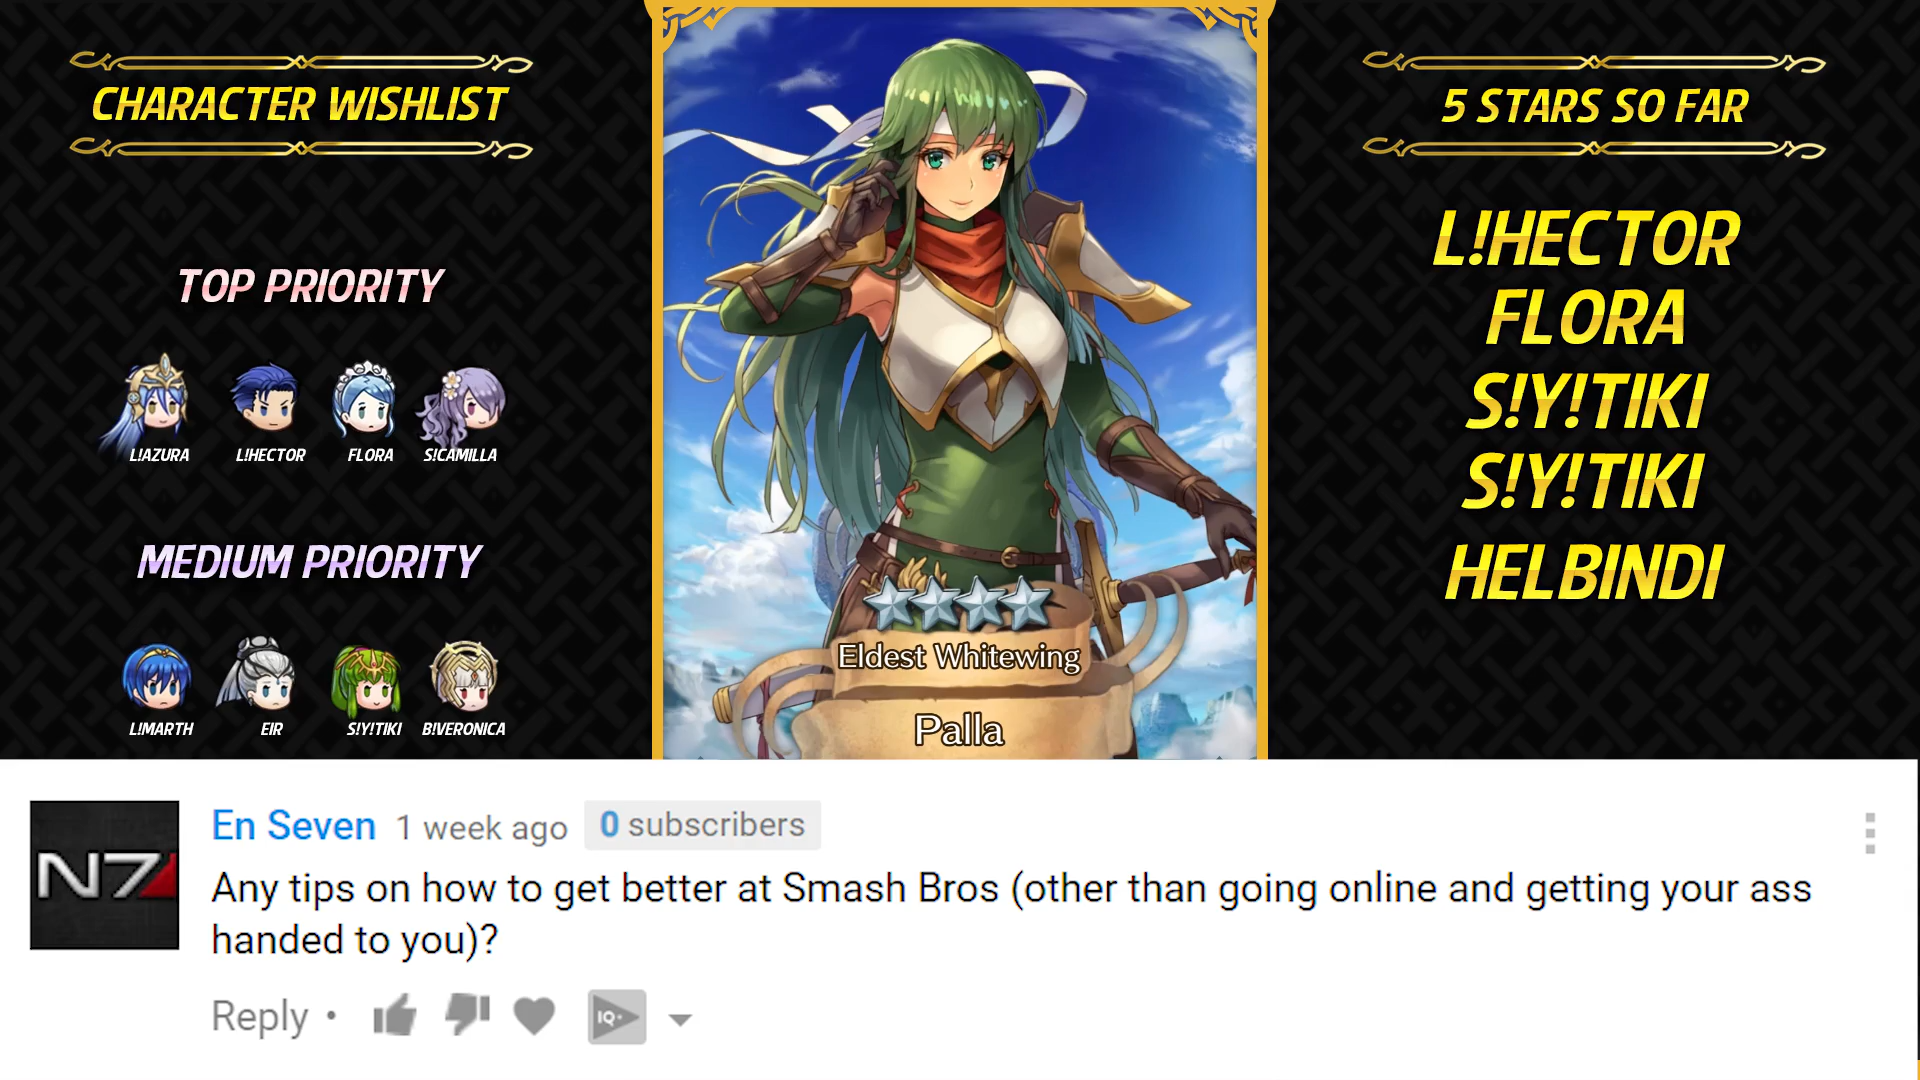 CHARACTER WISHLIST
TOP PRIORITY
L!AZURA
L!HECTOR
FLORA
S!CAMILLA
MEDIUM PRIORITY
L!MARTH
EIR
S!Y!TIKI
B!VERONICA
Eldest Whitewing
Palla
5 STARS SO FAR
L!HECTOR
FLORA
S!Y!TIKI
S!Y!TIKI
HELBINDI
N7
En Seven 1 week ago 0 subscribers
Any tips on how to get better at Smash Bros (other than going online and getting your ass
handed to you)?
Reply •
IQ